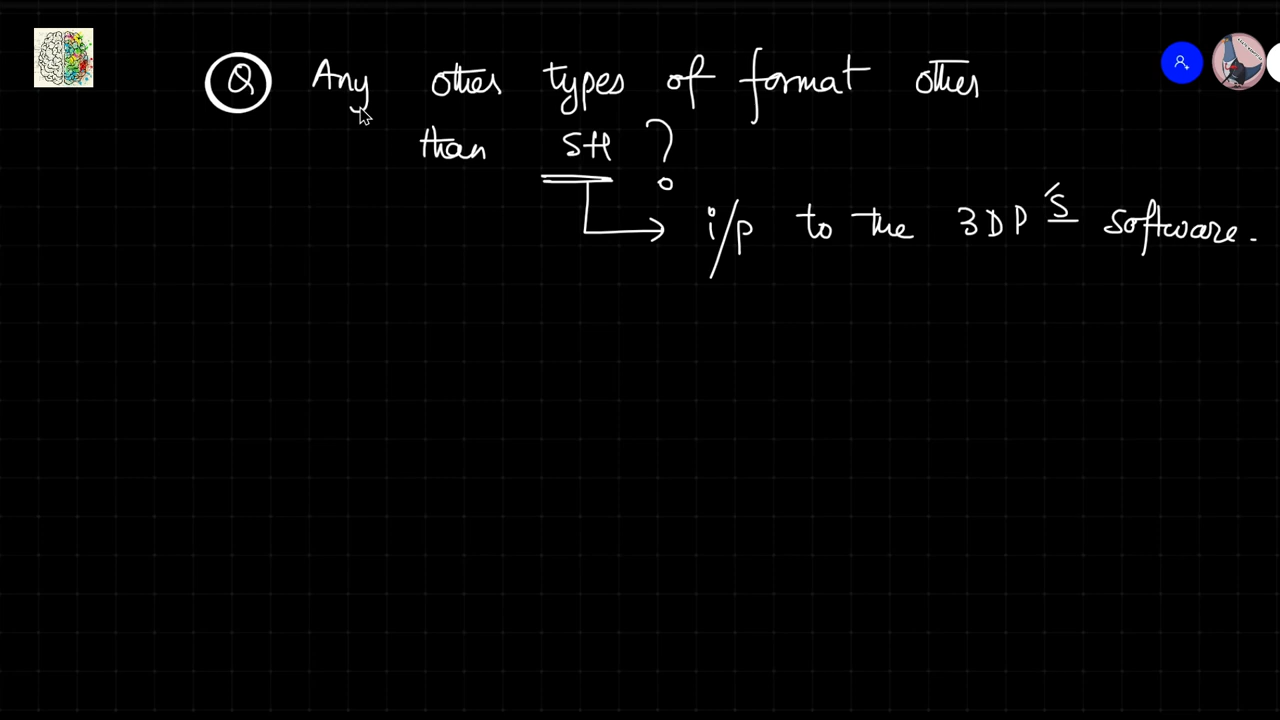 Q Any other types of format other
than stl ?
i/p to the 3DP's software.